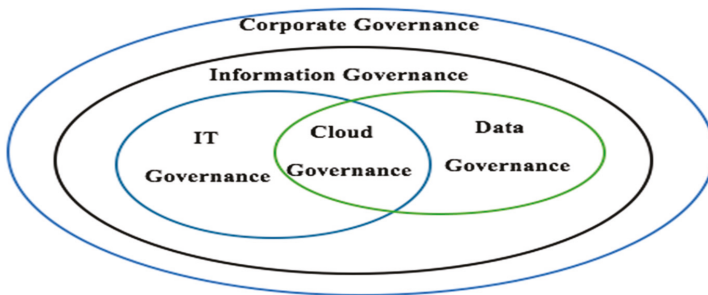 Corporate Governance
Information Governance
IT
Governance
Cloud
Governance
Data
Governance